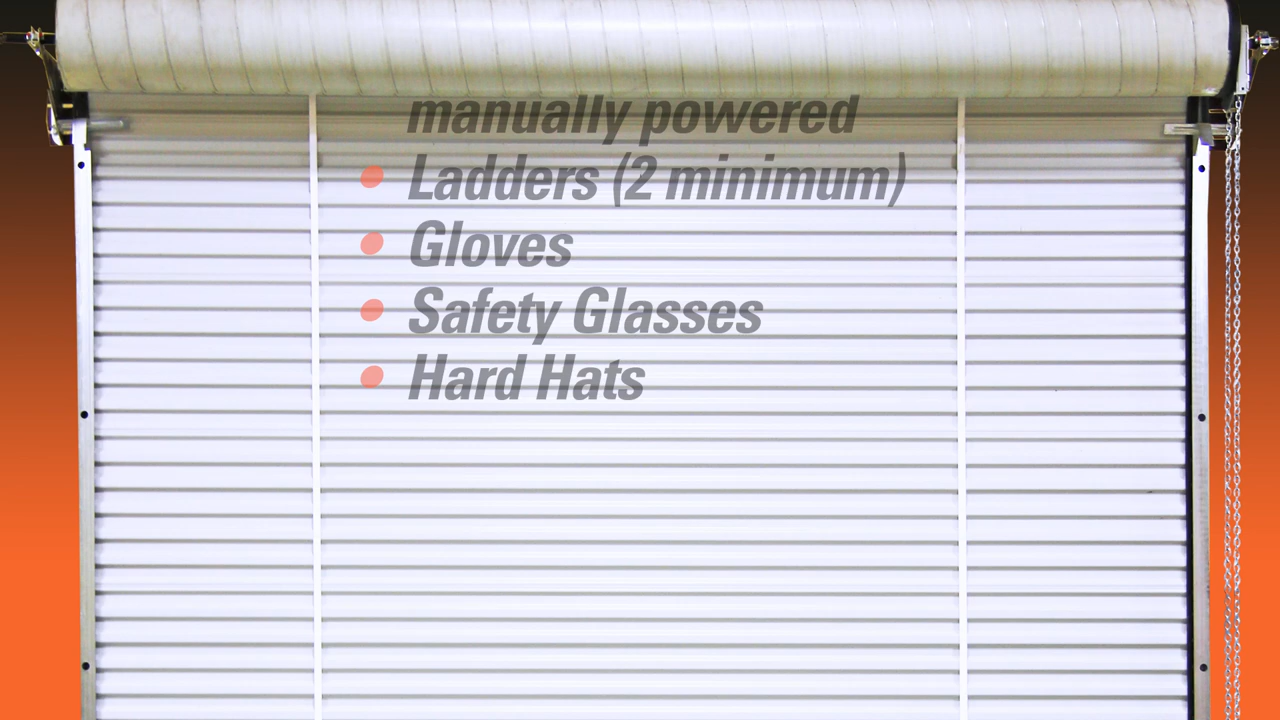 manually powered
Ladders (2 minimum)
Gloves
Safety Glasses
Hard Hats